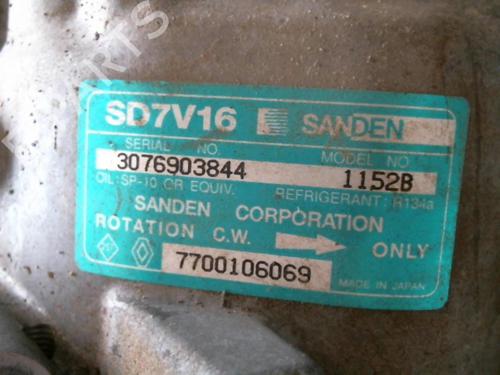 SD7V16 SANDEN
SERIAL NO. MODEL NO
3076903844 1152B
OIL:SP-10 OR EQUIV. REFRIGERANT: R134a
SANDEN CORPORATION
ROTATION C.W. ONLY
7700106069
MADE IN JAPAN
PARTS